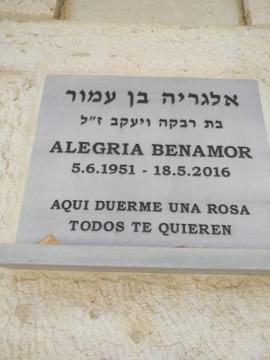 אלגריה בן עמור
בת רבקה ויעקב ז"ל
ALEGRIA BENAMOR
5.6.1951 - 18.5.2016
AQUI DUERME UNA ROSA
TODOS TE QUIEREN